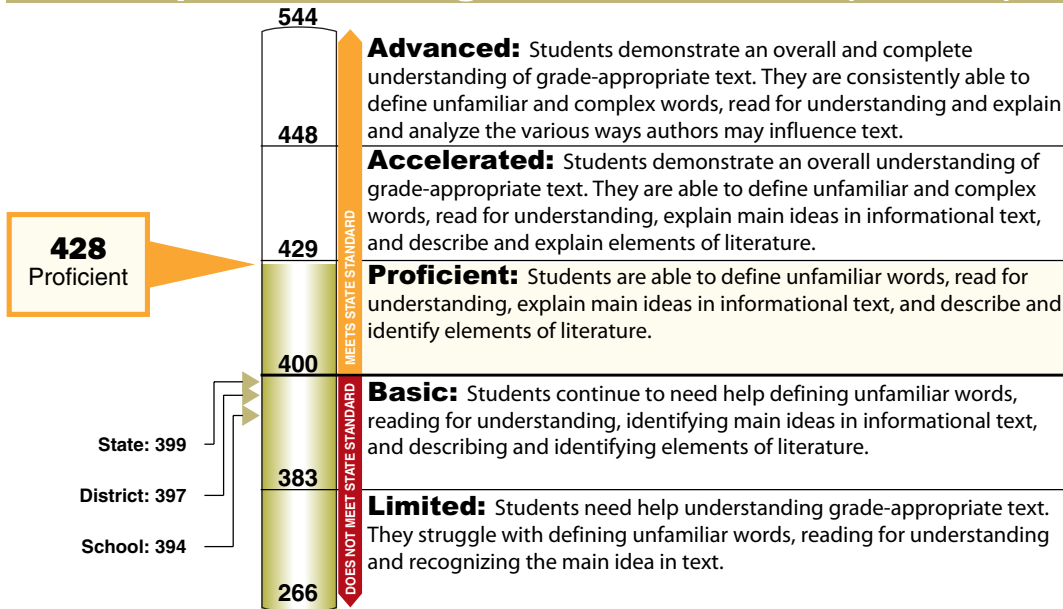 544
Advanced: Students demonstrate an overall and complete
understanding of grade-appropriate text. They are consistently able to
define unfamiliar and complex words, read for understanding and explain
and analyze the various ways authors may influence text.
448
Accelerated: Students demonstrate an overall understanding of
grade-appropriate text. They are able to define unfamiliar and complex
words, read for understanding, explain main ideas in informational text,
and describe and explain elements of literature.
429
428
Proficient
Proficient: Students are able to define unfamiliar words, read for
understanding, explain main ideas in informational text, and describe and
identify elements of literature.
MEETS STATE STANDARD
400
Basic: Students continue to need help defining unfamiliar words,
reading for understanding, identifying main ideas in informational text,
and describing and identifying elements of literature.
State: 399
District: 397
School: 394
383
Limited: Students need help understanding grade-appropriate text.
They struggle with defining unfamiliar words, reading for understanding
and recognizing the main idea in text.
DOES NOT MEET STATE STANDARD
266